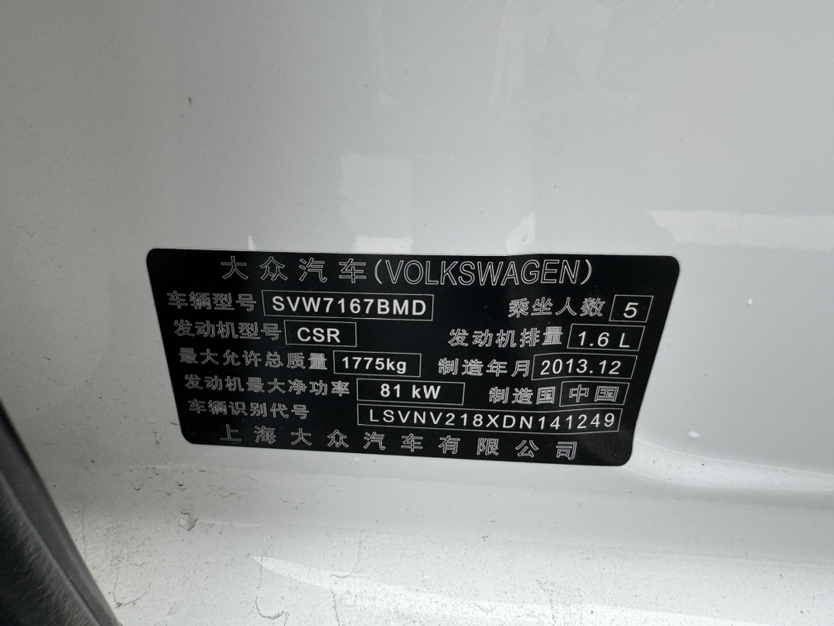 大众汽车(VOLKSWAGEN)
车辆型号 SVW7167BMD 乘坐人数 5
发动机型号 CSR 发动机排量 1.6 L
最大允许总质量 1775kg 制造年月 2013.12
发动机最大净功率 81 kW 制造国 中国
车辆识别代号 LSVNV218XDN141249
上海大众汽车有限公司